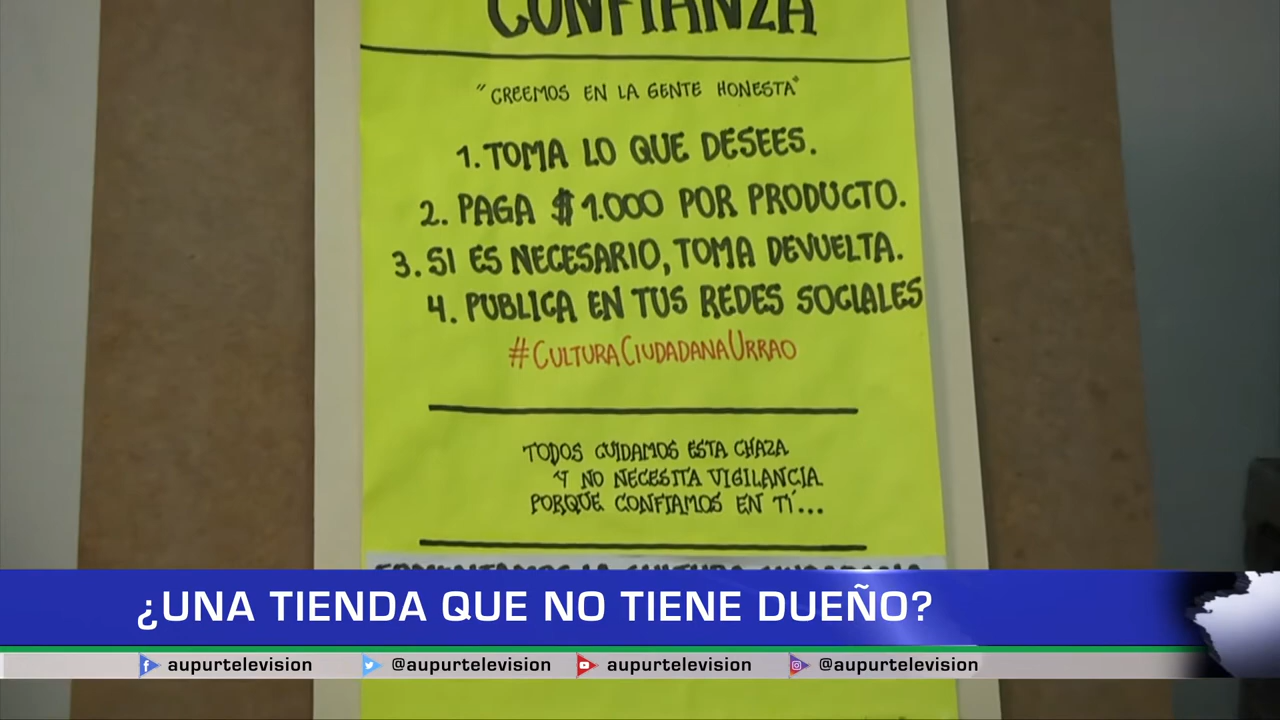 CONFIANZA
"CREEMOS EN LA GENTE HONESTA"
1. TOMA LO QUE DESEES.
2. PAGA $1.000 POR PRODUCTO.
3. SI ES NECESARIO, TOMA DEVUELTA.
4. PUBLICA EN TUS REDES SOCIALES
#CULTURACIUDADANAURRAO
TODOS CUIDAMOS ESTA CHAZA
Y NO NECESITA VIGILANCIA
PORQUE CONFIAMOS EN TÍ...
¿UNA TIENDA QUE NO TIENE DUEÑO?
aupurtelevision @aupurtelevision aupurtelevision @aupurtelevision